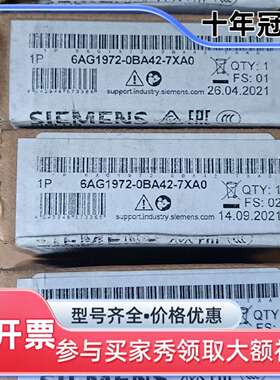 十年冠
1P 6AG1972-0BA42-7XA0
QTY: 1
FS: 01
support.industry.siemens.com
26.04.2021
SIEMENS
1P 6AG1972-0BA42-7XA0
QTY: 1
FS: 02
support.industry.siemens.com
14.09.2021
开票
型号齐全·价格优惠
参与买家秀领取大额